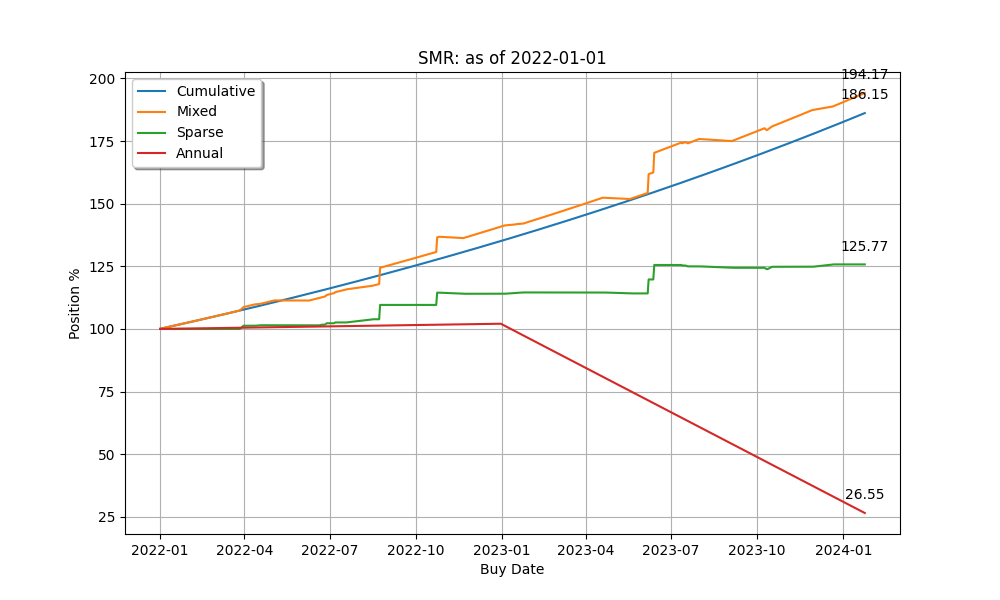 SMR: as of 2022-01-01
Cumulative
Mixed
Sparse
Annual
194.17
186.15
125.77
26.55
200
175
150
125
100
75
50
25
Position %
2022-01 2022-04 2022-07 2022-10 2023-01 2023-04 2023-07 2023-10 2024-01
Buy Date